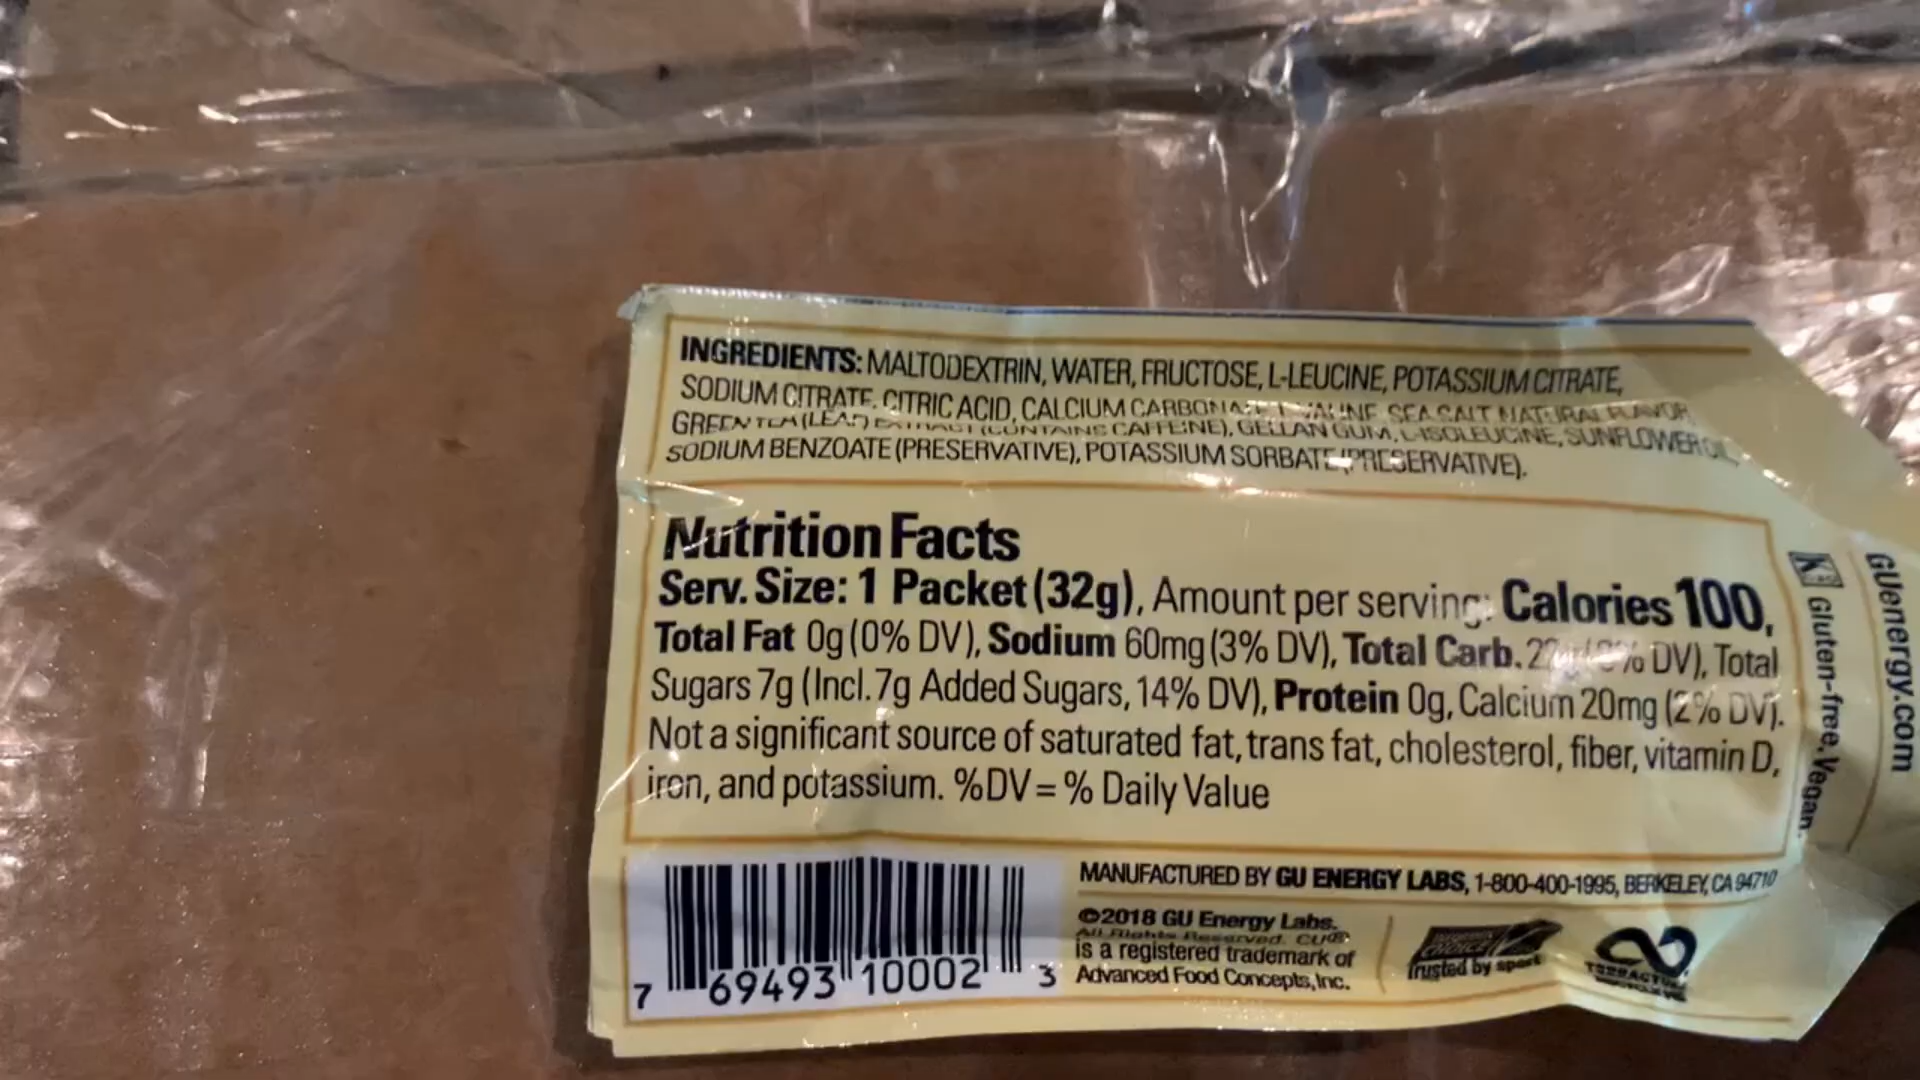 INGREDIENTS: MALTODEXTRIN, WATER, FRUCTOSE, L-LEUCINE, POTASSIUM CITRATE,
SODIUM CITRATE, CITRIC ACID, CALCIUM CARBONATE, L-VALINE, SEA SALT, NATURAL FLAVOR,
GREEN TEA (LEAF) EXTRACT (CONTAINS CAFFEINE), GELLAN GUM, L-ISOLEUCINE, SUNFLOWER OIL,
SODIUM BENZOATE (PRESERVATIVE), POTASSIUM SORBATE (PRESERVATIVE).
Nutrition Facts
Serv. Size: 1 Packet (32g), Amount per serving: Calories 100,
Total Fat 0g (0% DV), Sodium 60mg (3% DV), Total Carb. DV), Total
Sugars 7g (Incl. 7g Added Sugars, 14% DV), Protein 0g, Calcium 20mg (2% DV).
Not a significant source of saturated fat, trans fat, cholesterol, fiber, vitamin D,
iron, and potassium. %DV = % Daily Value
K
Gluten-free, Vegan.
GUenergy.com
7 69493 10002 3
MANUFACTURED BY GU ENERGY LABS, 1-800-400-1995, BERKELEY, CA 94710
©2018 GU Energy Labs.
All Rights Reserved. GU®
is a registered trademark of
Advanced Food Concepts, Inc.
CHOICE
Trusted by sport